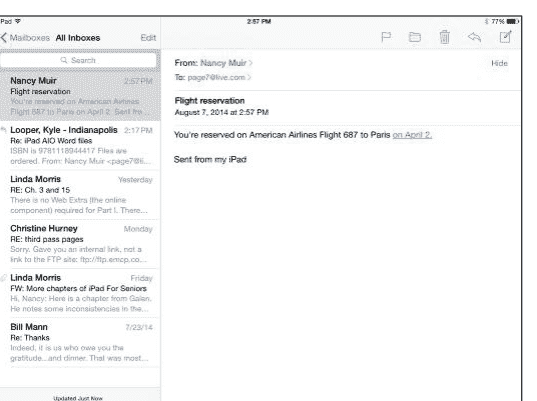 Pad
2:57 PM
77%
Mailboxes All Inboxes Edit
Search
Nancy Muir 2:57 PM
Flight reservation
You're reserved on American Airlines
Flight 687 to Paris on April 2. Sent fro...
Looper, Kyle - Indianapolis 2:17 PM
Re: iPad AIO Word files
ISBN is 9781118944417 Files are
ordered. From: Nancy Muir <page7@li...
Linda Morris Yesterday
RE: Ch. 3 and 15
There is no Web Extra (the online
component) required for Part I. There...
Christine Hurney Monday
RE: third pass pages
Sorry. Gave you an internal link, not a
link to the FTP site: ftp://ftp.emcp.co...
Linda Morris Friday
FW: More chapters of iPad For Seniors
Hi, Nancy: Here is a chapter from Galen.
He notes some inconsistencies in the...
Bill Mann 7/23/14
Re: Thanks
Indeed, it is us who owe you the
gratitude...and dinner. That was most...
Updated Just Now
From: Nancy Muir
Hide
To: page7@live.com
Flight reservation
August 7, 2014 at 2:57 PM
You're reserved on American Airlines Flight 687 to Paris on April 2.
Sent from my iPad